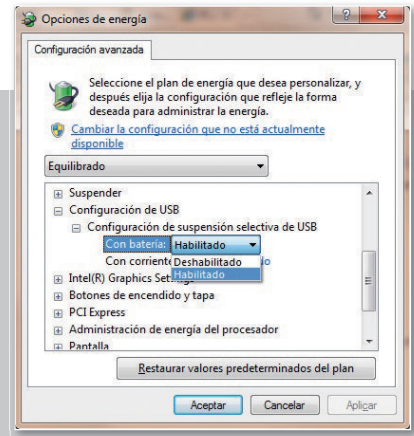 Opciones de energía
Configuración avanzada
Seleccione el plan de energía que desea personalizar, y
después elija la configuración que refleje la forma
deseada para administrar la energía.
Cambiar la configuración que no está actualmente
disponible
Equilibrado
Suspender
Configuración de USB
Configuración de suspensión selectiva de USB
Con batería: Habilitado
Con corriente
Deshabilitado
Habilitado
Intel(R) Graphics
Botones de encendido y tapa
PCI Express
Administración de energía del procesador
Pantalla
Restaurar valores predeterminados del plan
Aceptar Cancelar Aplicar